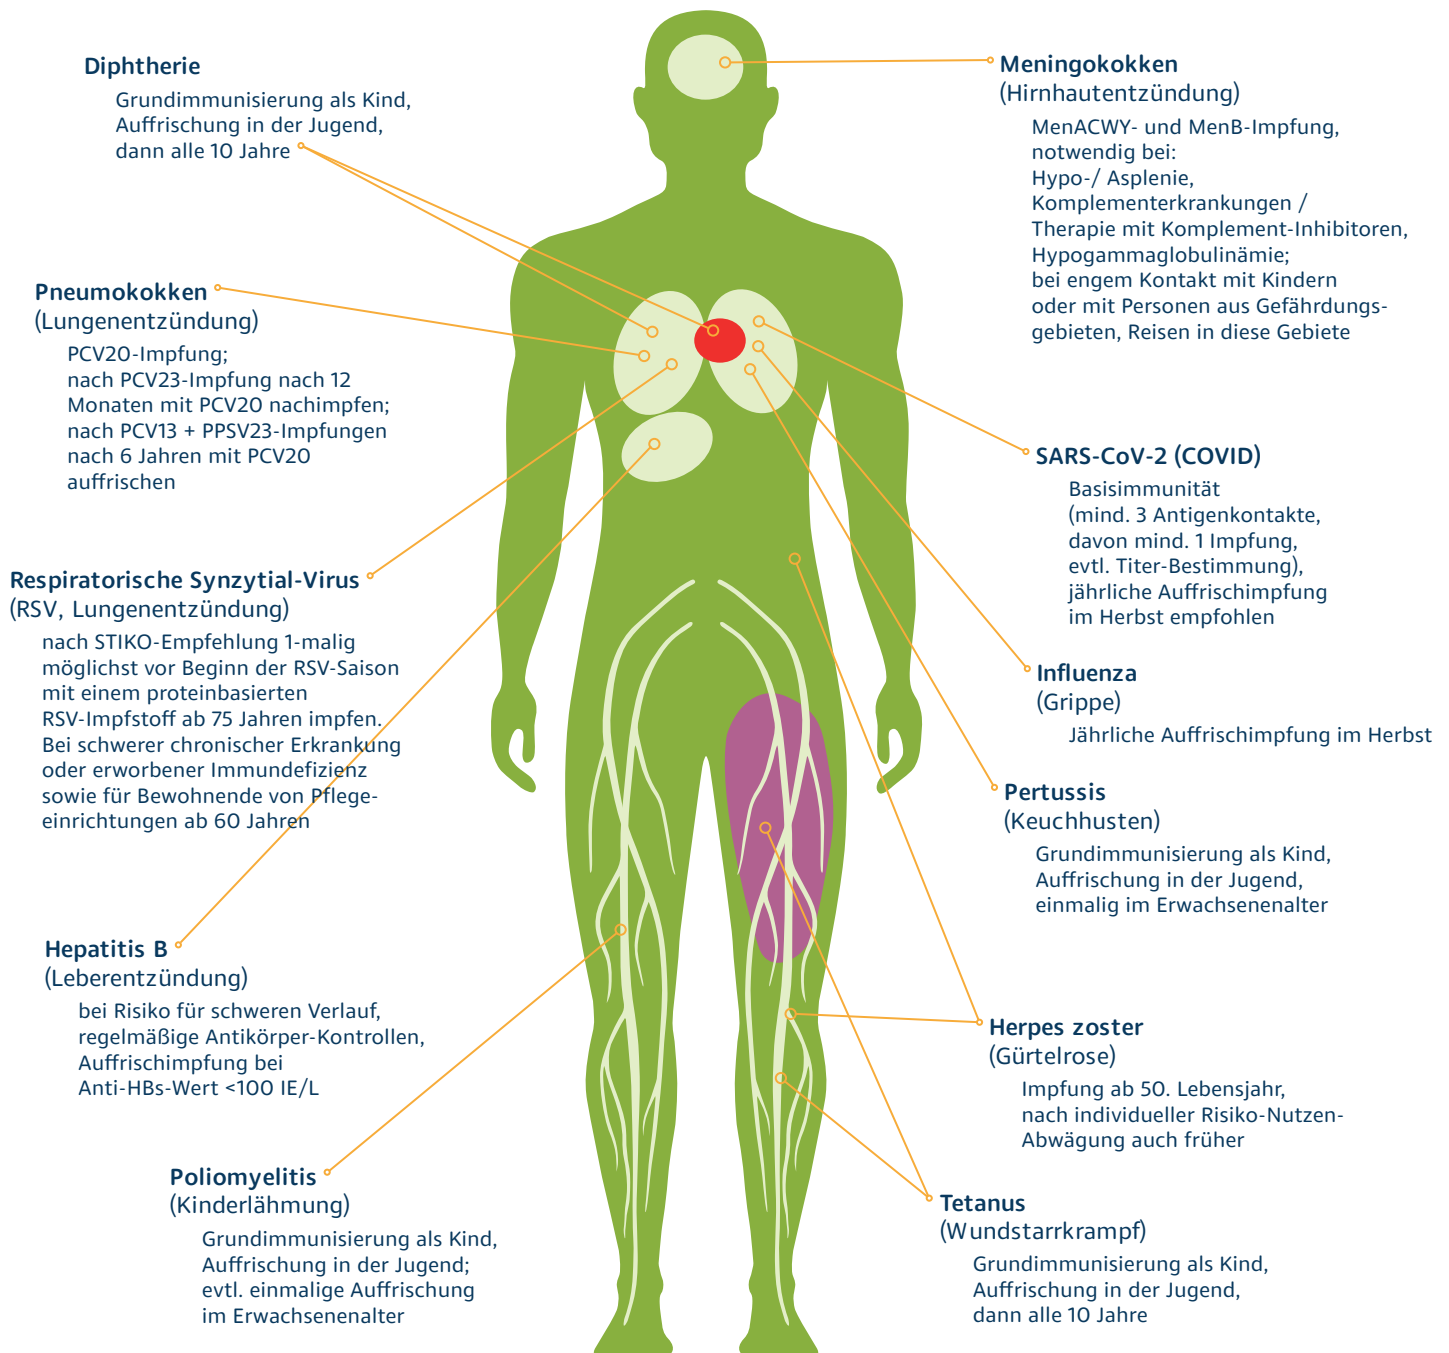 Diphtherie
Grundimmunisierung als Kind,
Auffrischung in der Jugend,
dann alle 10 Jahre
Pneumokokken
(Lungenentzündung)
PCV20-Impfung;
nach PCV23-Impfung nach 12
Monaten mit PCV20 nachimpfen;
nach PCV13 + PPSV23-Impfungen
nach 6 Jahren mit PCV20
auffrischen
Respiratorische Synzytial-Virus
(RSV, Lungenentzündung)
nach STIKO-Empfehlung 1-malig
möglichst vor Beginn der RSV-Saison
mit einem proteinbasierten
RSV-Impfstoff ab 75 Jahren impfen.
Bei schwerer chronischer Erkrankung
oder erworbener Immundefizienz
sowie für Bewohnende von Pflege-
einrichtungen ab 60 Jahren
Hepatitis B
(Leberentzündung)
bei Risiko für schweren Verlauf,
regelmäßige Antikörper-Kontrollen,
Auffrischimpfung bei
Anti-HBs-Wert <100 IE/L
Poliomyelitis
(Kinderlähmung)
Grundimmunisierung als Kind,
Auffrischung in der Jugend;
evtl. einmalige Auffrischung
im Erwachsenenalter
Meningokokken
(Hirnhautentzündung)
MenACWY- und MenB-Impfung,
notwendig bei:
Hypo-/ Asplenie,
Komplementerkrankungen /
Therapie mit Komplement-Inhibitoren,
Hypogammaglobulinämie;
bei engem Kontakt mit Kindern
oder mit Personen aus Gefährdungs-
gebieten, Reisen in diese Gebiete
SARS-CoV-2 (COVID)
Basisimmunität
(mind. 3 Antigenkontakte,
davon mind. 1 Impfung,
evtl. Titer-Bestimmung),
jährliche Auffrischimpfung
im Herbst empfohlen
Influenza
(Grippe)
Jährliche Auffrischimpfung im Herbst
Pertussis
(Keuchhusten)
Grundimmunisierung als Kind,
Auffrischung in der Jugend,
einmalig im Erwachsenenalter
Herpes zoster
(Gürtelrose)
Impfung ab 50. Lebensjahr,
nach individueller Risiko-Nutzen-
Abwägung auch früher
Tetanus
(Wundstarrkrampf)
Grundimmunisierung als Kind,
Auffrischung in der Jugend,
dann alle 10 Jahre